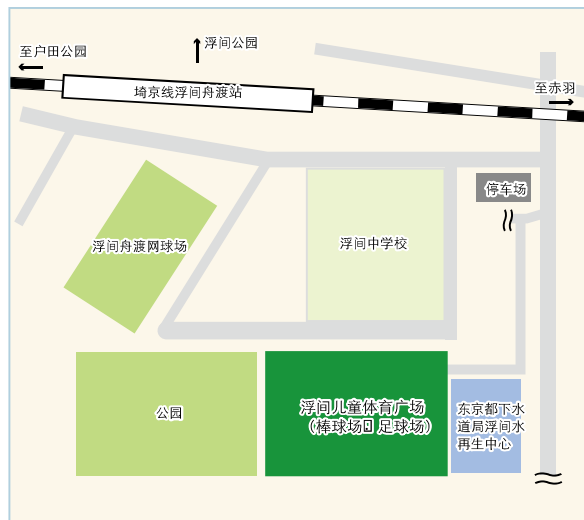 浮间公园
至户田公园
至赤羽
埼京线浮间舟渡站
停车场
浮间舟渡网球场
浮间中学校
公园
浮间儿童体育广场
（棒球场 足球场）
东京都下水
道局浮间水
再生中心